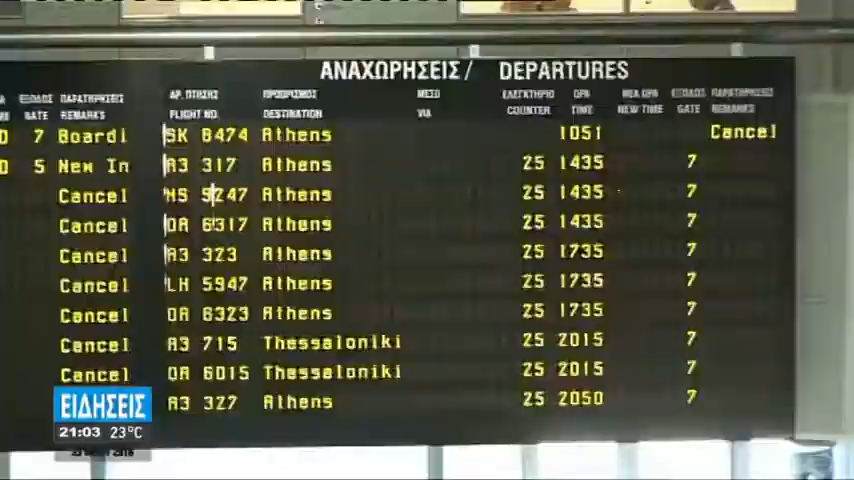 ΑΝΑΧΩΡΗΣΕΙΣ/ DEPARTURES
ΕΞΟΔΟΣ ΠΑΡΑΤΗΡΗΣΕΙΣ ΑΡ. ΠΤΗΣΗΣ ΠΡΟΟΡΙΣΜΟΣ ΜΕΣΩ ΕΛΕΓΚΤΗΡΙΟ ΩΡΑ ΝΕΑ ΩΡΑ ΕΞΟΔΟΣ ΠΑΡΑΤΗΡΗΣΕΙΣ
GATE REMARKS FLIGHT NO. DESTINATION VIA COUNTER TIME NEW TIME GATE REMARKS
7 Boardi SK 8474 Athens 1051 Cancel
5 New In A3 317 Athens 25 1435 7
Cancel MS 9247 Athens 25 1435 7
Cancel OA 6317 Athens 25 1435 7
Cancel A3 323 Athens 25 1735 7
Cancel LH 5947 Athens 25 1735 7
Cancel OA 6323 Athens 25 1735 7
Cancel A3 715 Thessaloniki 25 2015 7
Cancel OA 6015 Thessaloniki 25 2015 7
A3 327 Athens 25 2050 7
ΕΙΔΗΣΕΙΣ
21:03 23°C